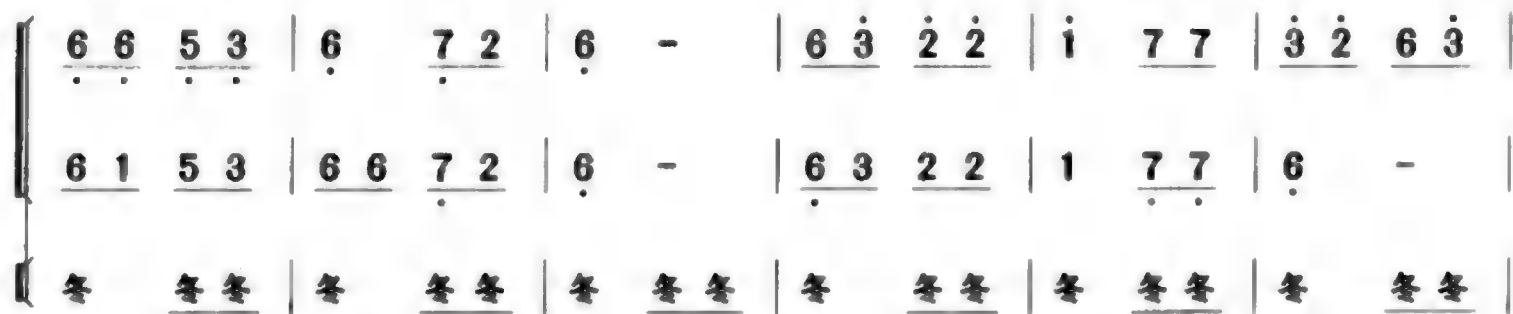 6̣ 6̣ 5̣ 3̣ | 6̣ 7̣ 2 | 6̣ - | 6 3̇ 2̇ 2̇ | 1̇ 7 7 | 3̇ 2̇ 6 3̇ |
6 1 5 3 | 6 6 7̣ 2 | 6̣ - | 6̣ 3 2 2 | 1 7̣ 7̣ | 6̣ - |
冬 冬冬 | 冬 冬冬 | 冬 冬冬 | 冬 冬冬 | 冬 冬冬 | 冬 冬冬